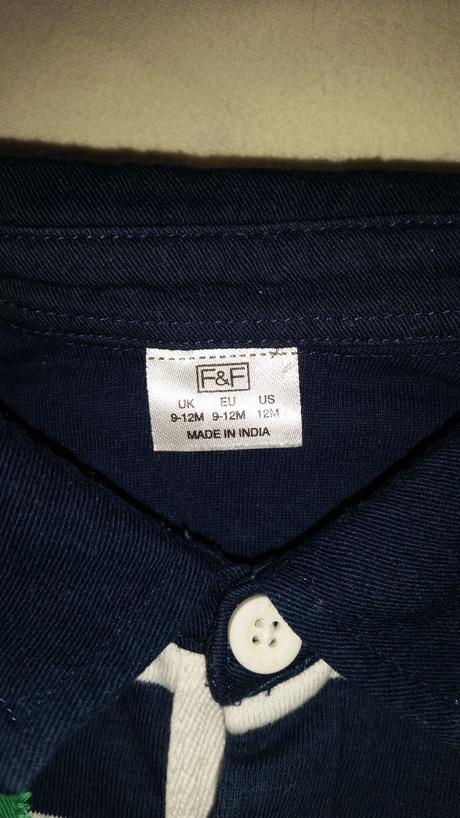 F&F
UK EU US
9-12M 9-12M 12M
MADE IN INDIA